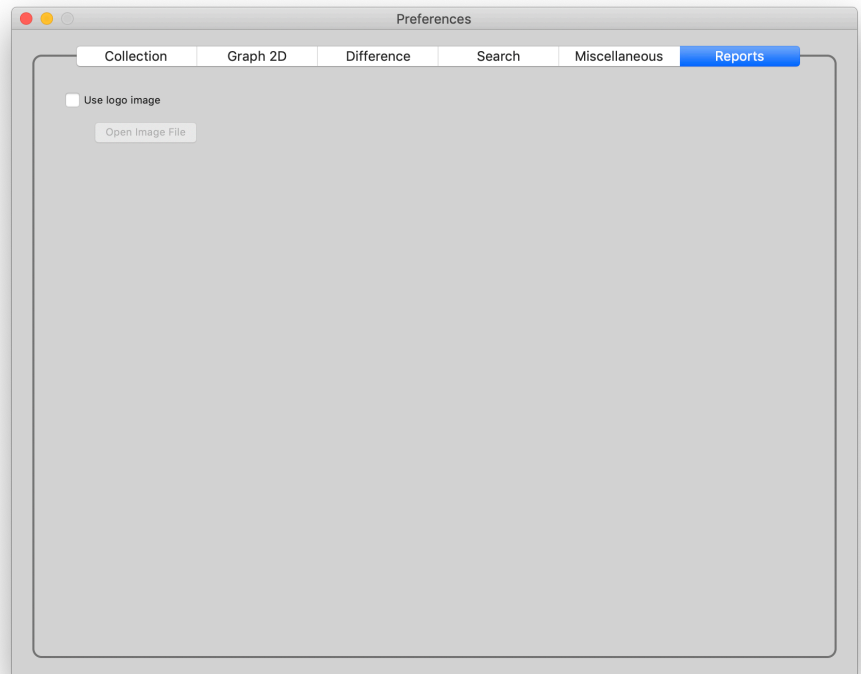 Preferences
Collection Graph 2D Difference Search Miscellaneous Reports
Use logo image
Open Image File